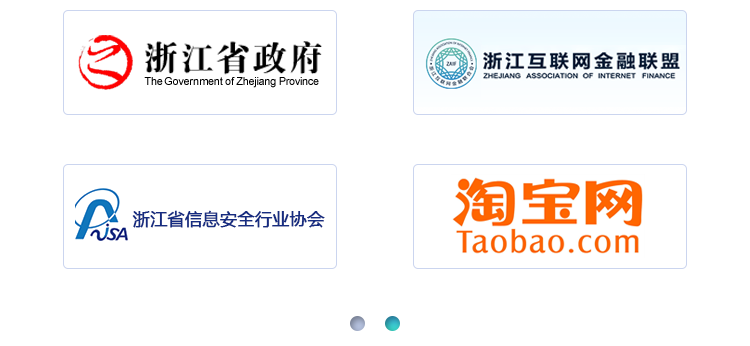 浙江省政府
The Government of Zhejiang Province
ZAIF
浙江互联网金融联盟
ZHEJIANG ASSOCIATION OF INTERNET FINANCE
NJSA
浙江省信息安全行业协会
淘宝网
Taobao.com